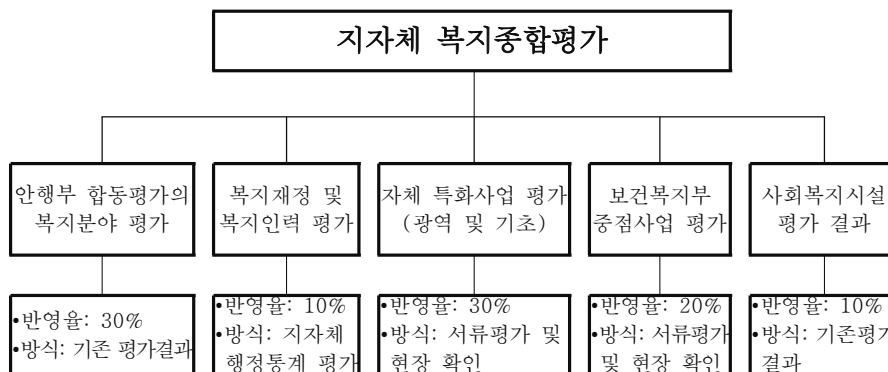 지자체 복지종합평가
안행부 합동평가의
복지분야 평가
복지재정 및
복지인력 평가
자체 특화사업 평가
(광역 및 기초)
보건복지부
중점사업 평가
사회복지시설
평가 결과
•반영율: 30%
•방식: 기존 평가결과
•반영율: 10%
•방식: 지자체
행정통계 평가
•반영율: 30%
•방식: 서류평가 및
현장 확인
•반영율: 20%
•방식: 서류평가
및 현장 확인
•반영율: 10%
•방식: 기존평가
결과